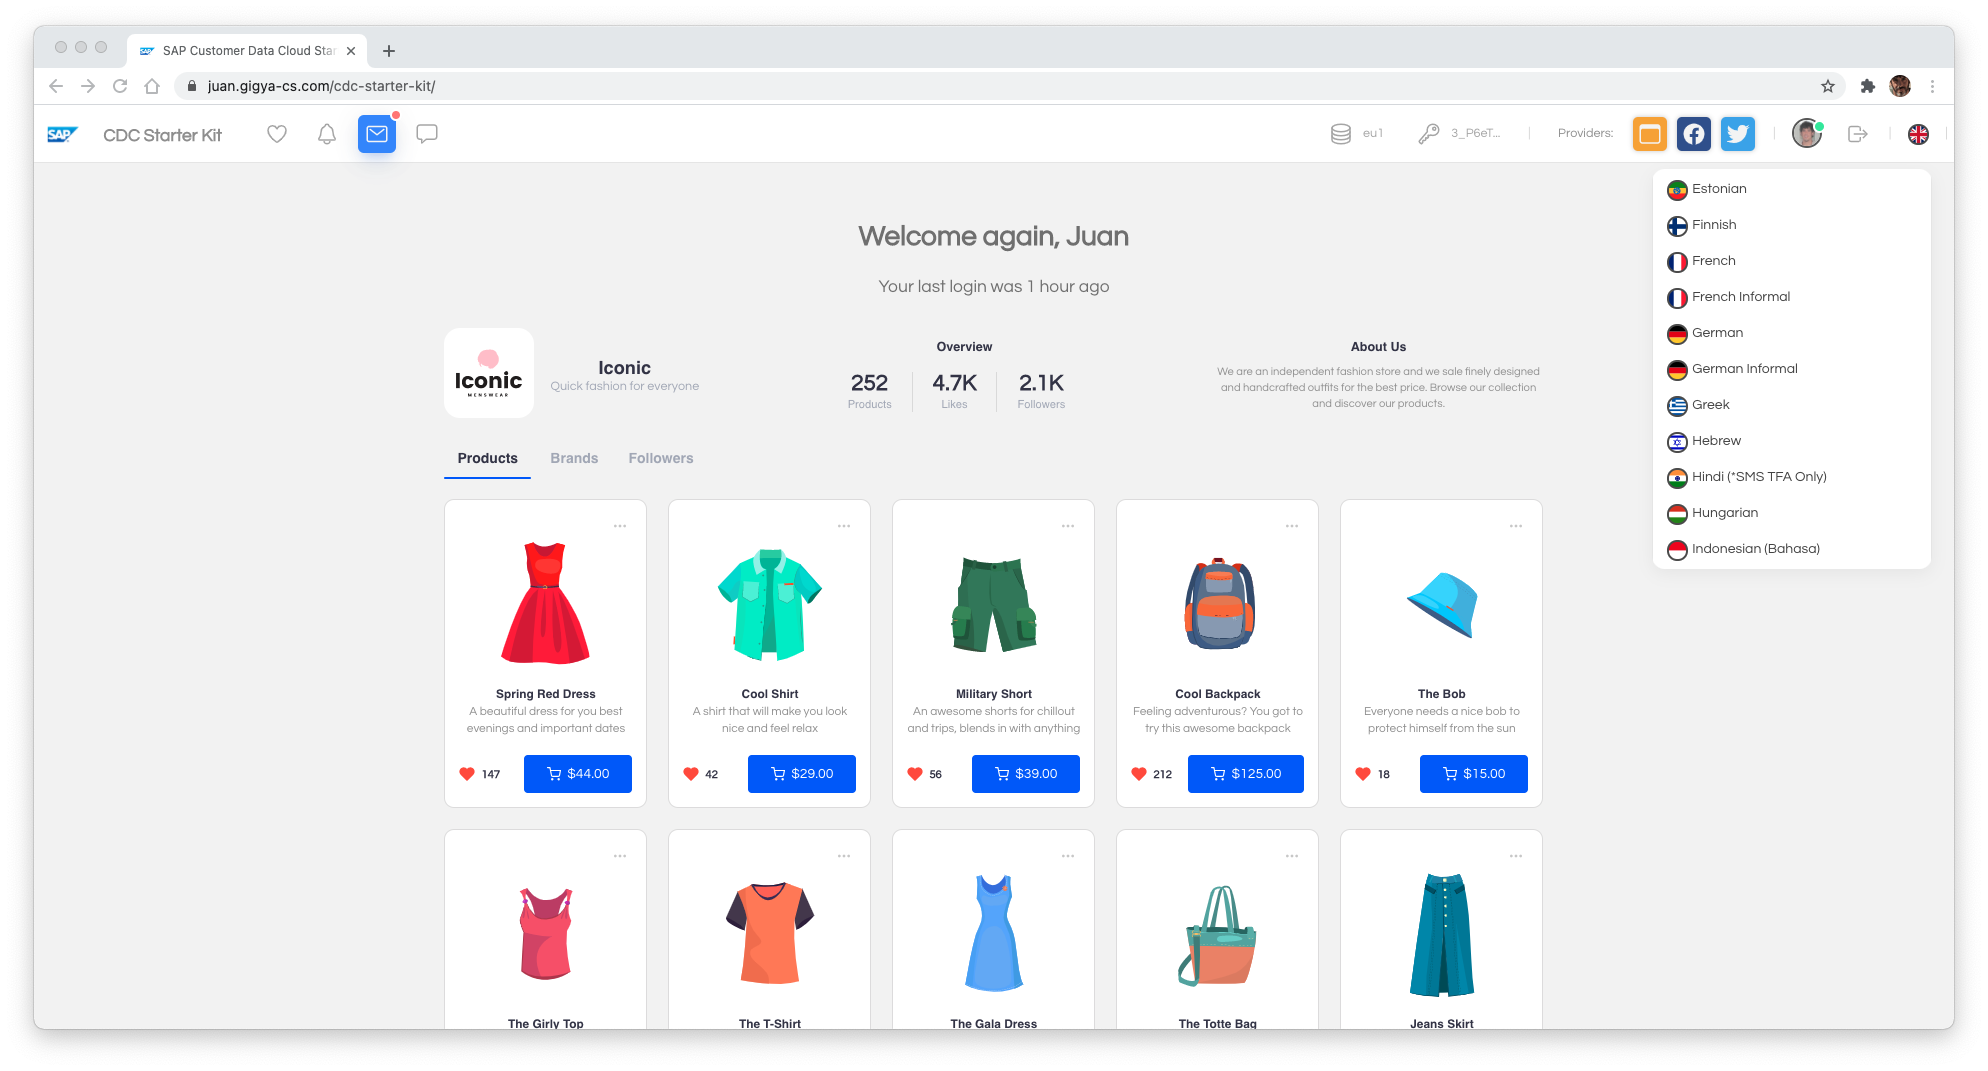 SAP Customer Data Cloud Star
juan.gigya-cs.com/cdc-starter-kit/
SAP
CDC Starter Kit
eu1
3_P6eT...
Providers:
Estonian
Finnish
French
French Informal
German
German Informal
Greek
Hebrew
Hindi (*SMS TFA Only)
Hungarian
Indonesian (Bahasa)
Welcome again, Juan
Your last login was 1 hour ago
Iconic
MENSWEAR
Iconic
Quick fashion for everyone
Overview
252
Products
4.7K
Likes
2.1K
Followers
About Us
We are an independent fashion store and we sale finely designed
and handcrafted outfits for the best price. Browse our collection
and discover our products.
Products
Brands
Followers
Spring Red Dress
A beautiful dress for you best
evenings and important dates
147
$44.00
Cool Shirt
A shirt that will make you look
nice and feel relax
42
$29.00
Military Short
An awesome shorts for chillout
and trips, blends in with anything
56
$39.00
Cool Backpack
Feeling adventurous? You got to
try this awesome backpack
212
$125.00
The Bob
Everyone needs a nice bob to
protect himself from the sun
18
$15.00
The Girly Top
The T-Shirt
The Gala Dress
The Totte Bag
Jeans Skirt